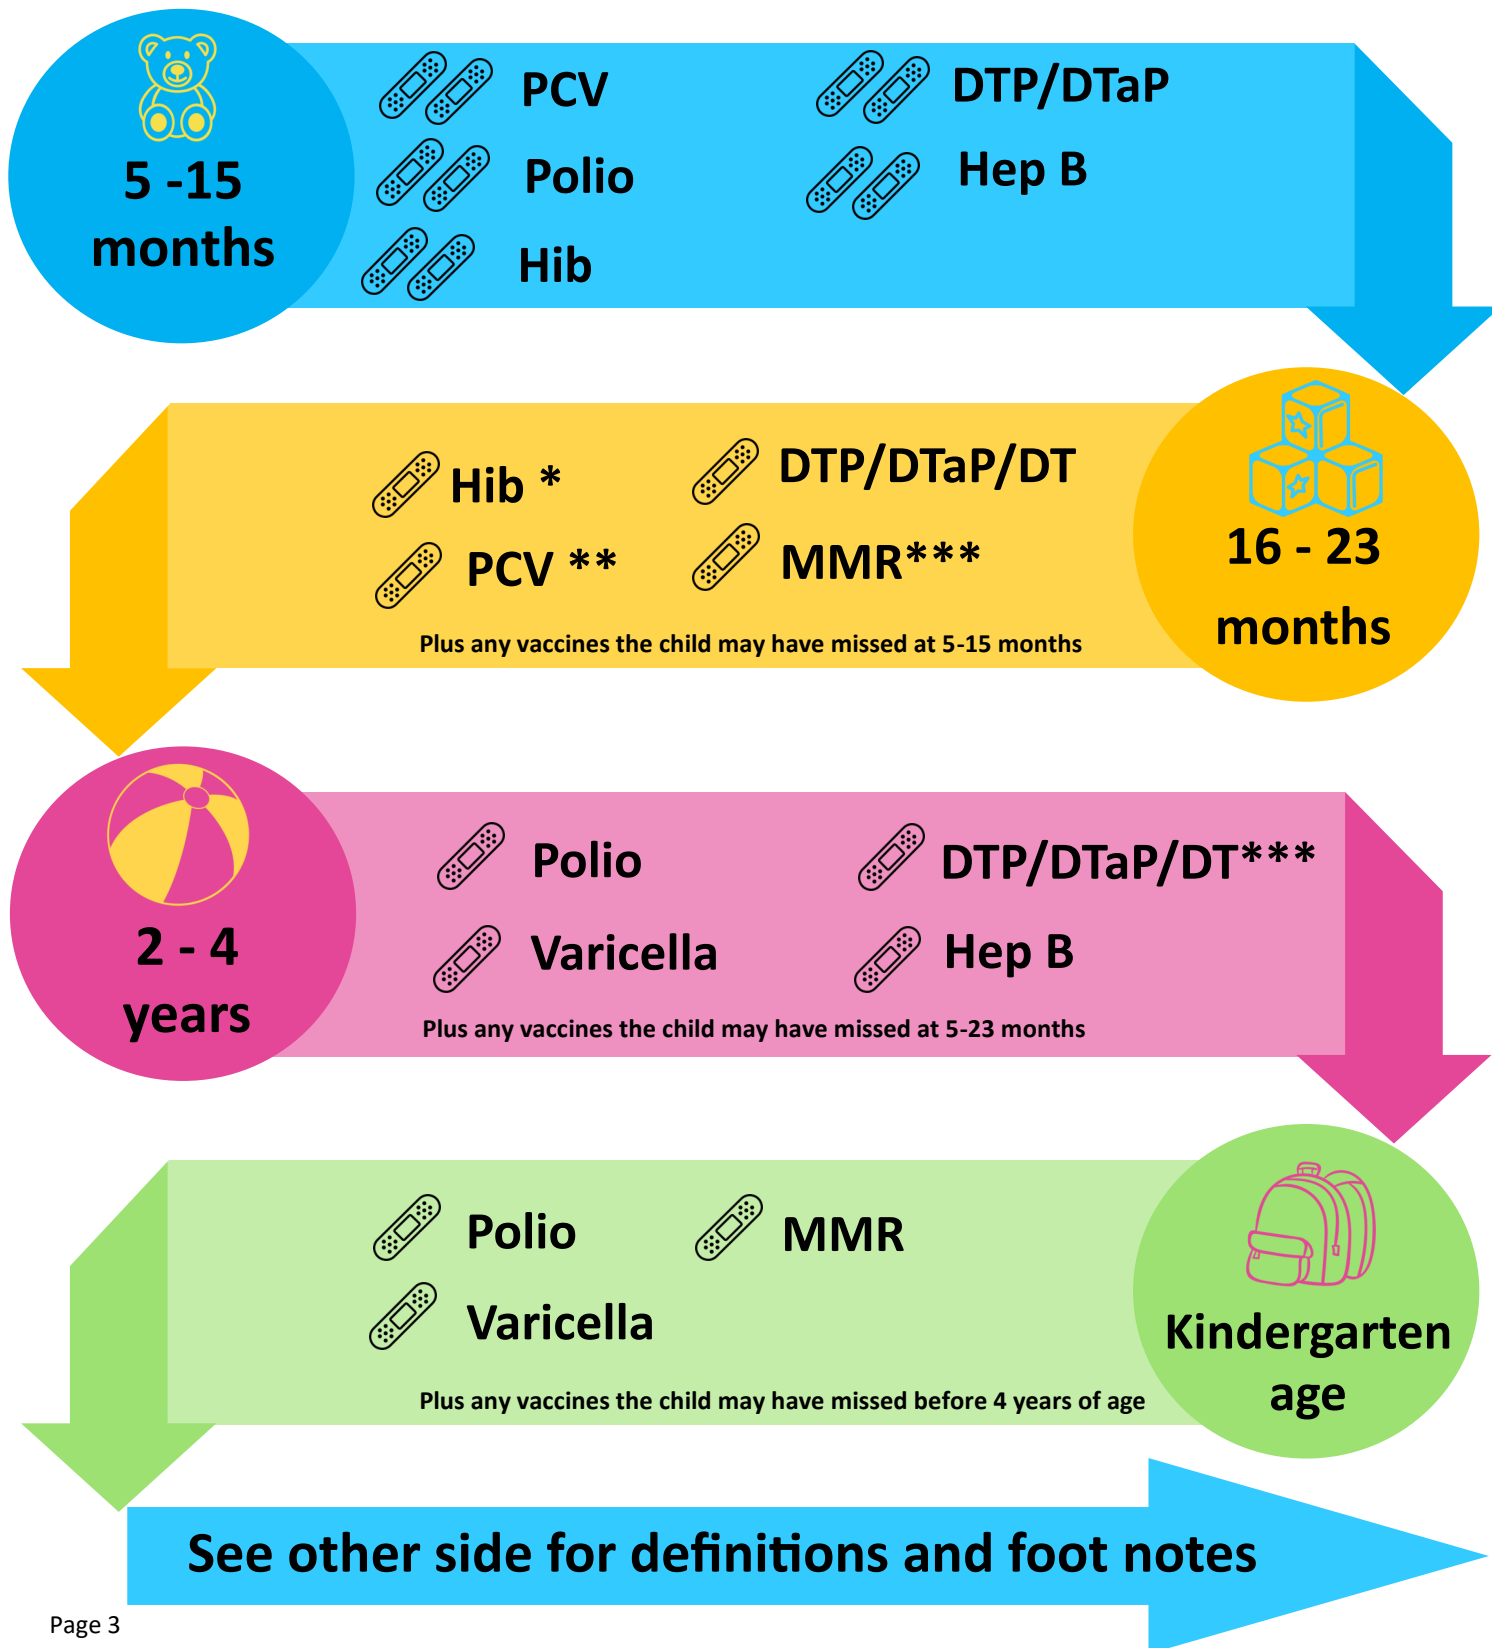 5 -15
months
PCV
DTP/DTaP
Polio
Hep B
Hib
Hib *
DTP/DTaP/DT
PCV **
MMR***
Plus any vaccines the child may have missed at 5-15 months
16 - 23
months
2 - 4
years
Polio
DTP/DTaP/DT***
Varicella
Hep B
Plus any vaccines the child may have missed at 5-23 months
Polio
MMR
Varicella
Plus any vaccines the child may have missed before 4 years of age
Kindergarten
age
See other side for definitions and foot notes
Page 3